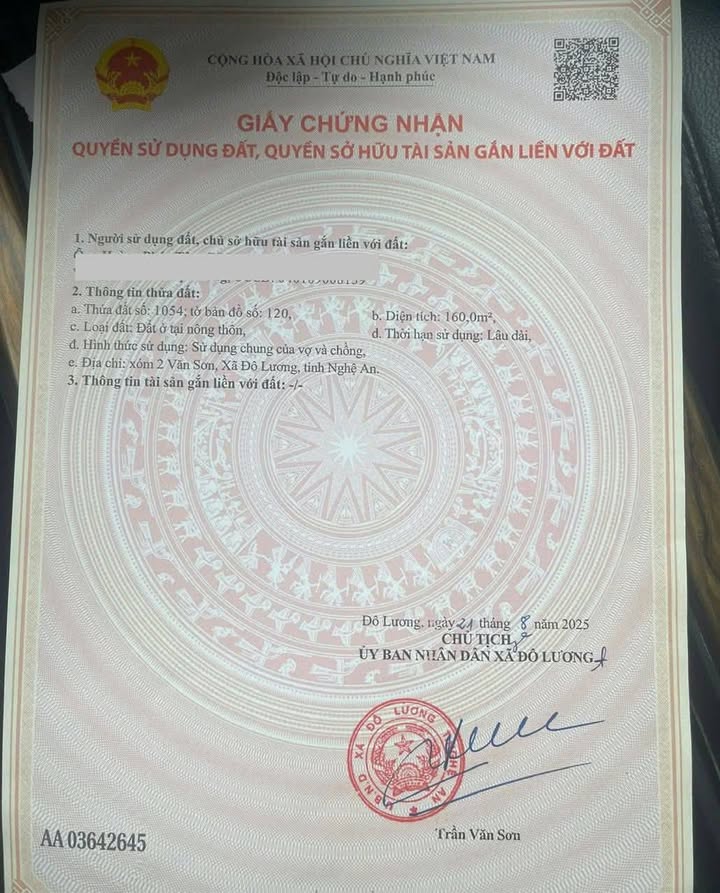 CỘNG HÒA XÃ HỘI CHỦ NGHĨA VIỆT NAM
Độc lập - Tự do - Hạnh phúc
GIẤY CHỨNG NHẬN
QUYỀN SỬ DỤNG ĐẤT, QUYỀN SỞ HỮU TÀI SẢN GẮN LIỀN VỚI ĐẤT
1. Người sử dụng đất, chủ sở hữu tài sản gắn liền với đất:
2. Thông tin thửa đất:
a. Thửa đất số: 1054; tờ bản đồ số: 120, b. Diện tích: 160,0m²,
c. Loại đất: Đất ở tại nông thôn, d. Thời hạn sử dụng: Lâu dài,
đ. Hình thức sử dụng: Sử dụng chung của vợ và chồng,
e. Địa chỉ: xóm 2 Văn Sơn, Xã Đô Lương, tỉnh Nghệ An.
3. Thông tin tài sản gắn liền với đất: -/-
Đô Lương, ngày 21 tháng 8 năm 2025
CHỦ TỊCH
ỦY BAN NHÂN DÂN XÃ ĐÔ LƯƠNG
U.B.N.D XÃ ĐÔ LƯƠNG T. NGHỆ AN
Trần Văn Sơn
AA 03642645